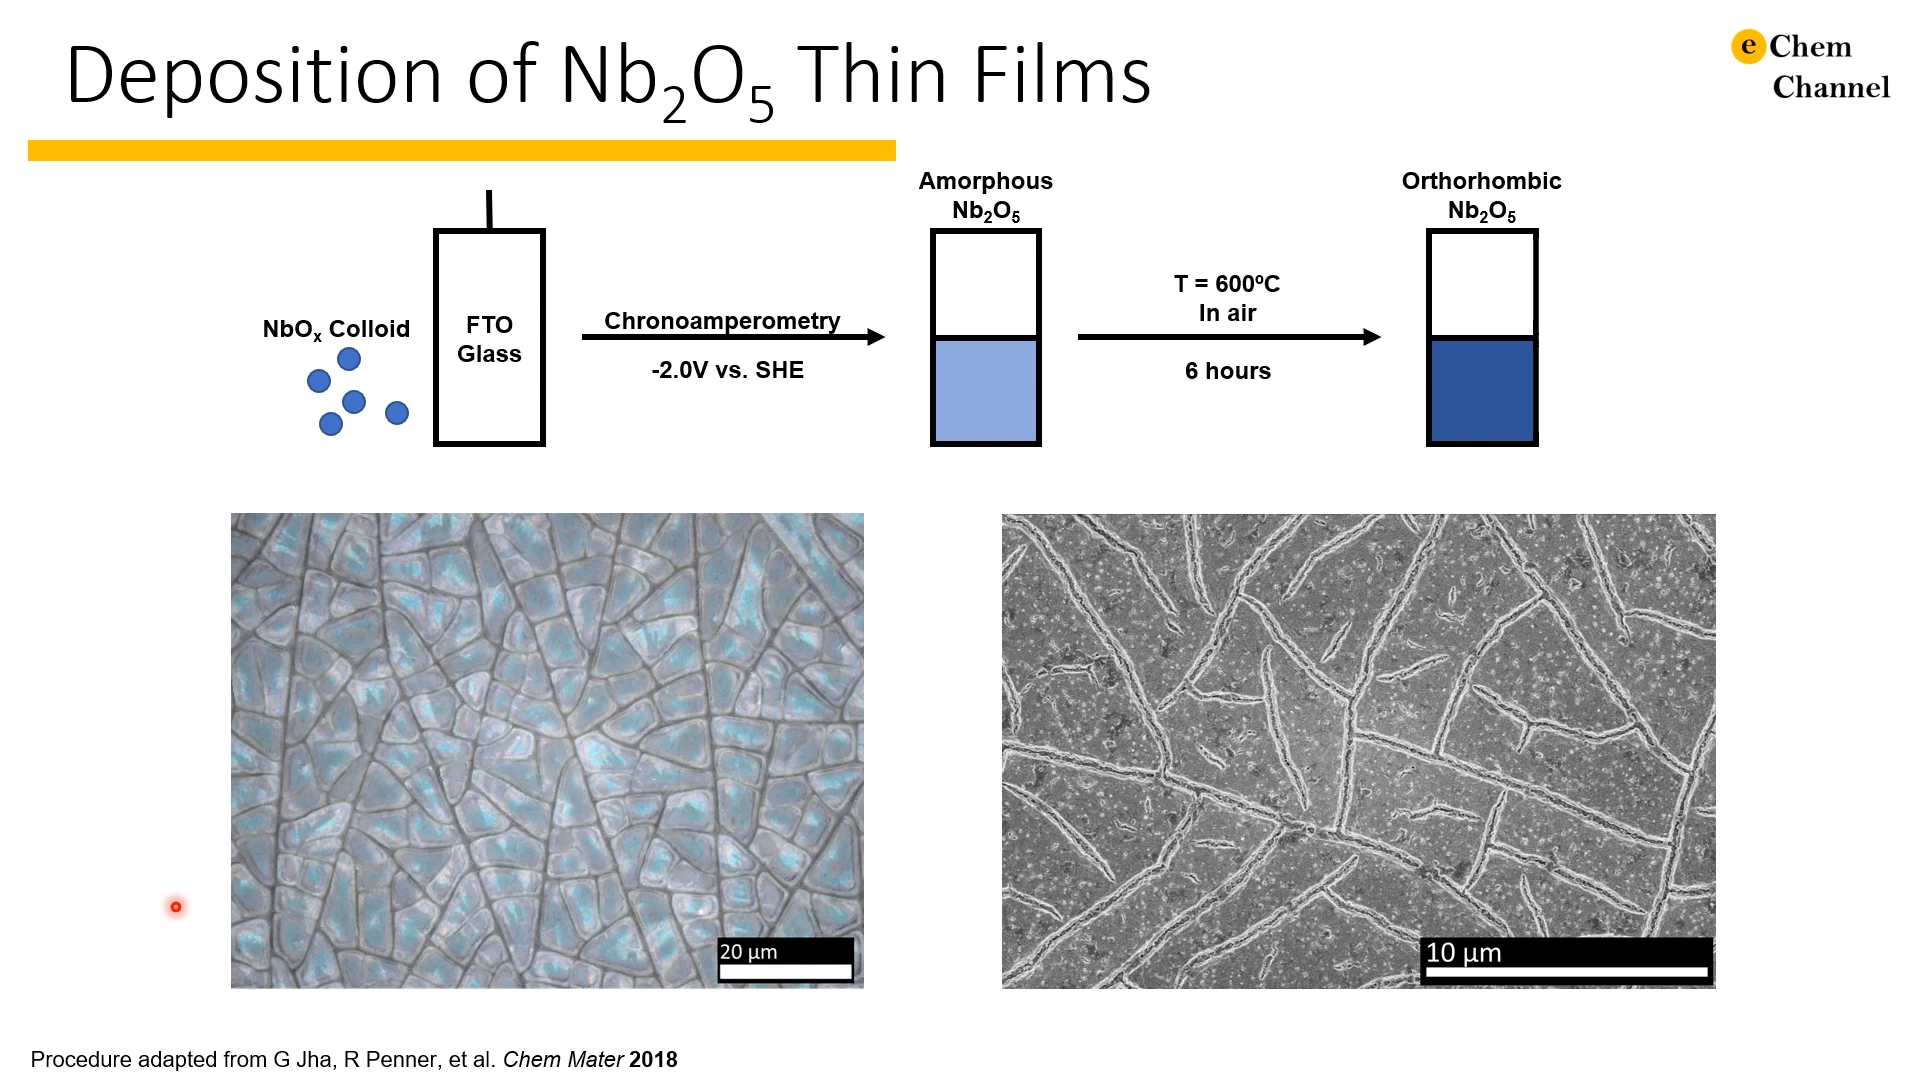 Deposition of Nb₂O₅ Thin Films
e Chem
Channel
Amorphous
Nb₂O₅
Orthorhombic
Nb₂O₅
NbOₓ Colloid
FTO
Glass
Chronoamperometry
-2.0V vs. SHE
T = 600ºC
In air
6 hours
20 µm
10 µm
Procedure adapted from G Jha, R Penner, et al. Chem Mater 2018